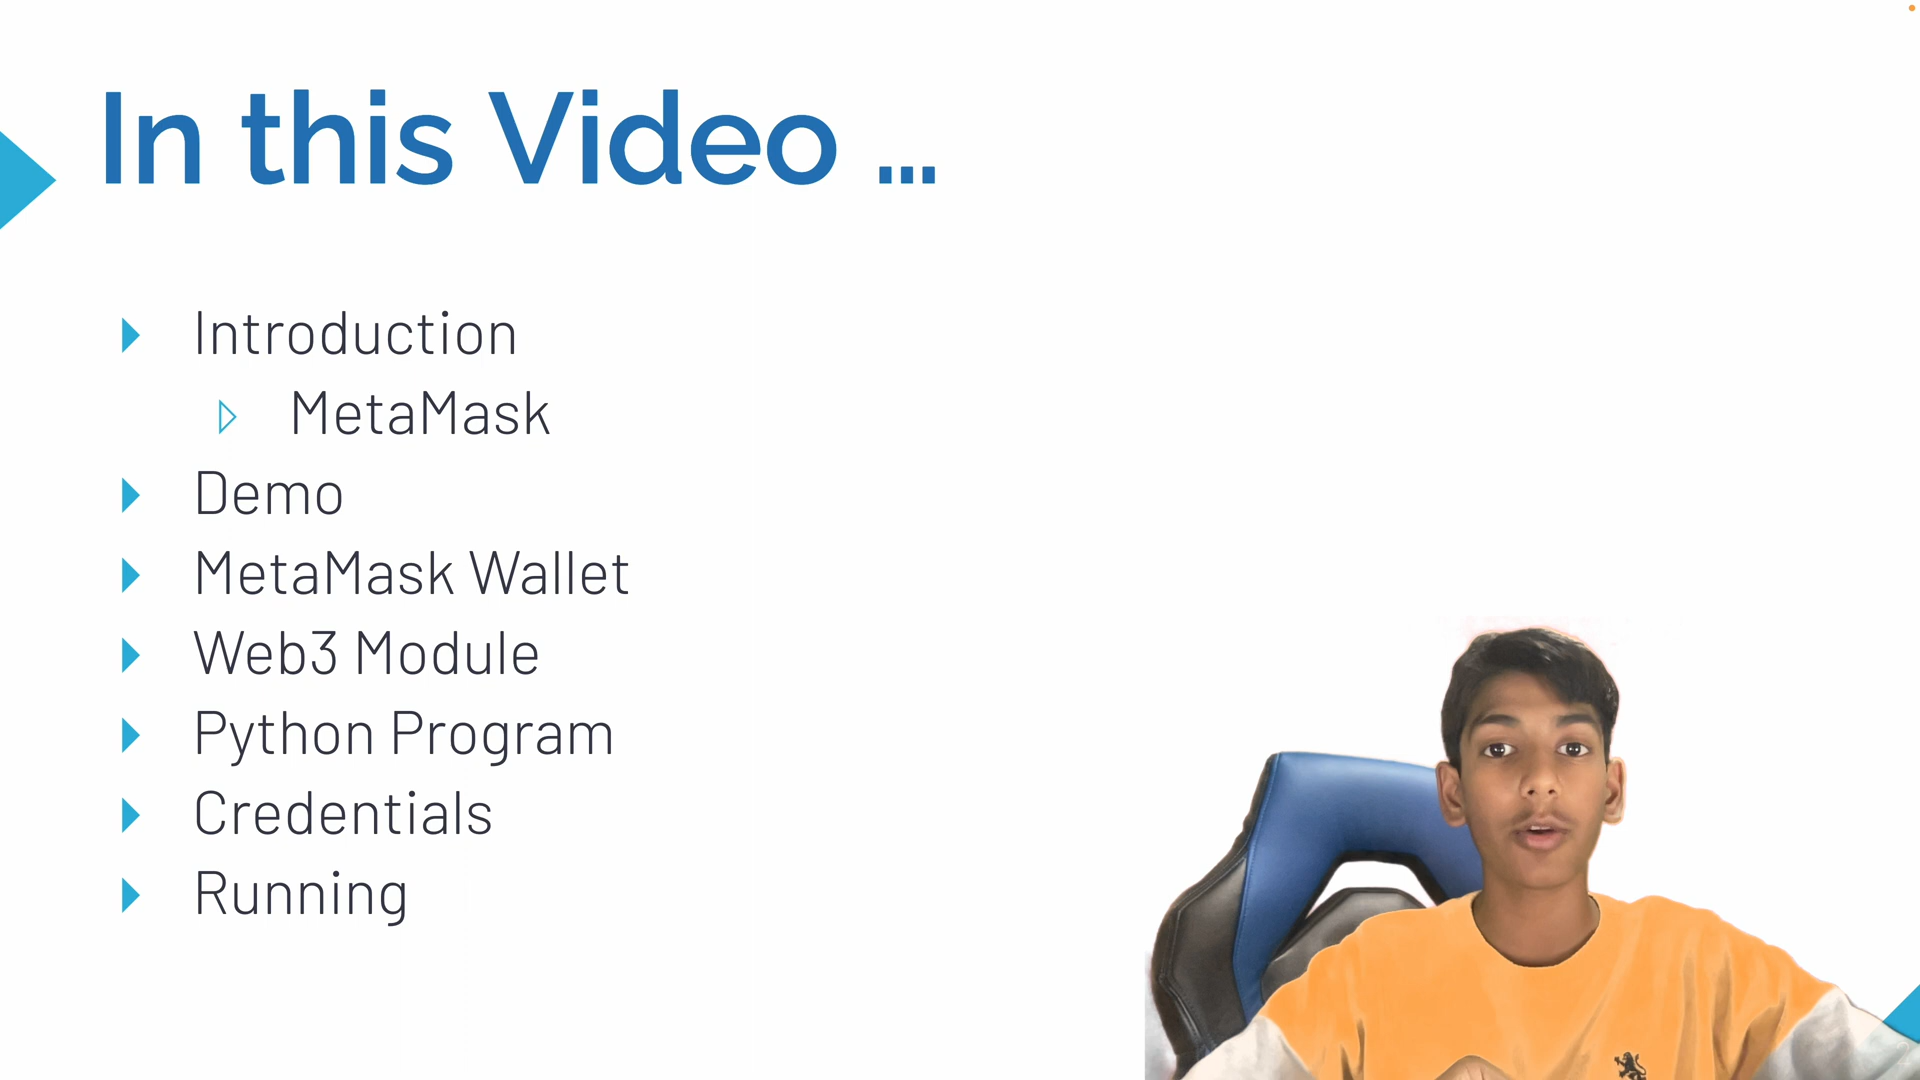 In this Video ...
Introduction
MetaMask
Demo
MetaMask Wallet
Web3 Module
Python Program
Credentials
Running